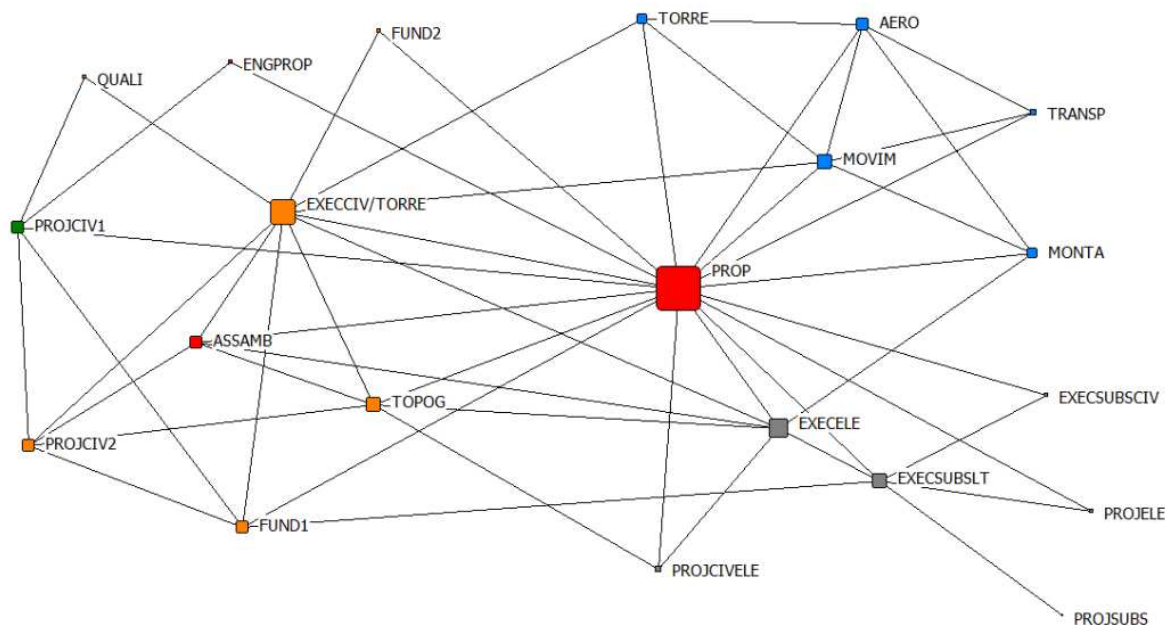 TORRE
AERO
FUND2
ENGPROP
QUALI
TRANSP
MOVIM
EXECCIV/TORRE
PROJCIV1
MONTA
PROP
ASSAMB
EXECSUBSCIV
TOPOG
EXECELE
PROJCIV2
EXECSUBSLT
PROJELE
FUND1
PROJCIVELE
PROJSUBS